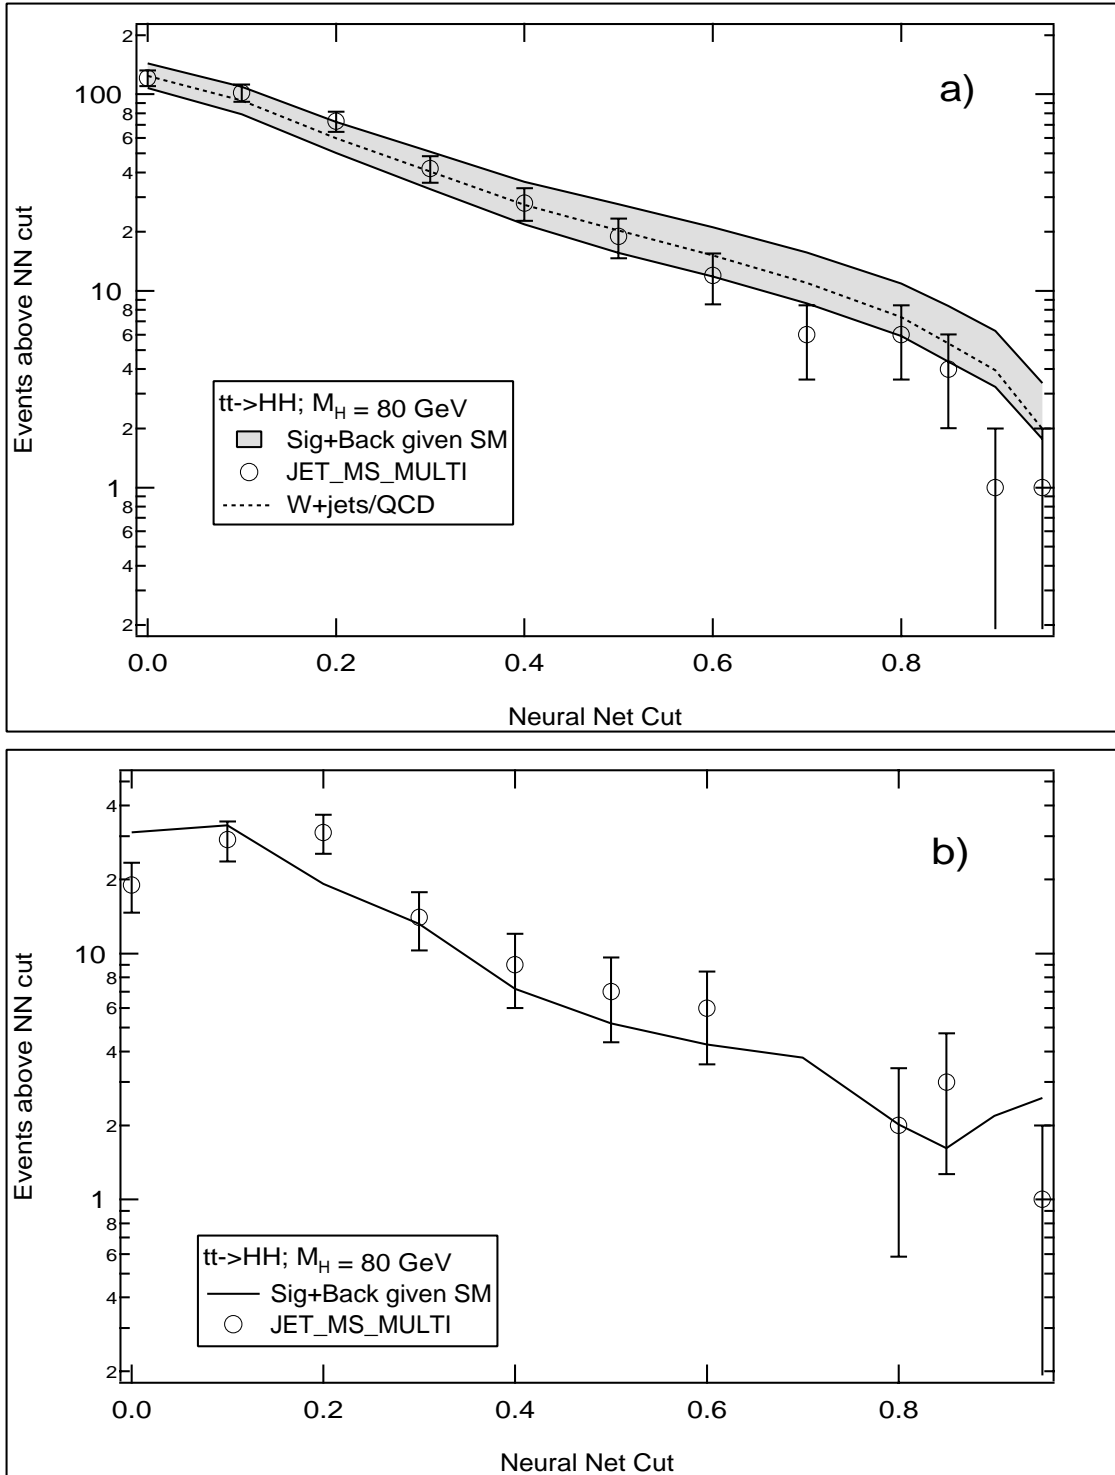 2
100
8
6
4
2
10
8
6
4
2
1
8
6
4
2
Events above NN cut
a)
tt->HH; M_H = 80 GeV
Sig+Back given SM
JET_MS_MULTI
W+jets/QCD
0.0 0.2 0.4 0.6 0.8
Neural Net Cut
4
2
10
8
6
4
2
1
8
6
4
2
Events above NN cut
b)
tt->HH; M_H = 80 GeV
Sig+Back given SM
JET_MS_MULTI
0.0 0.2 0.4 0.6 0.8
Neural Net Cut